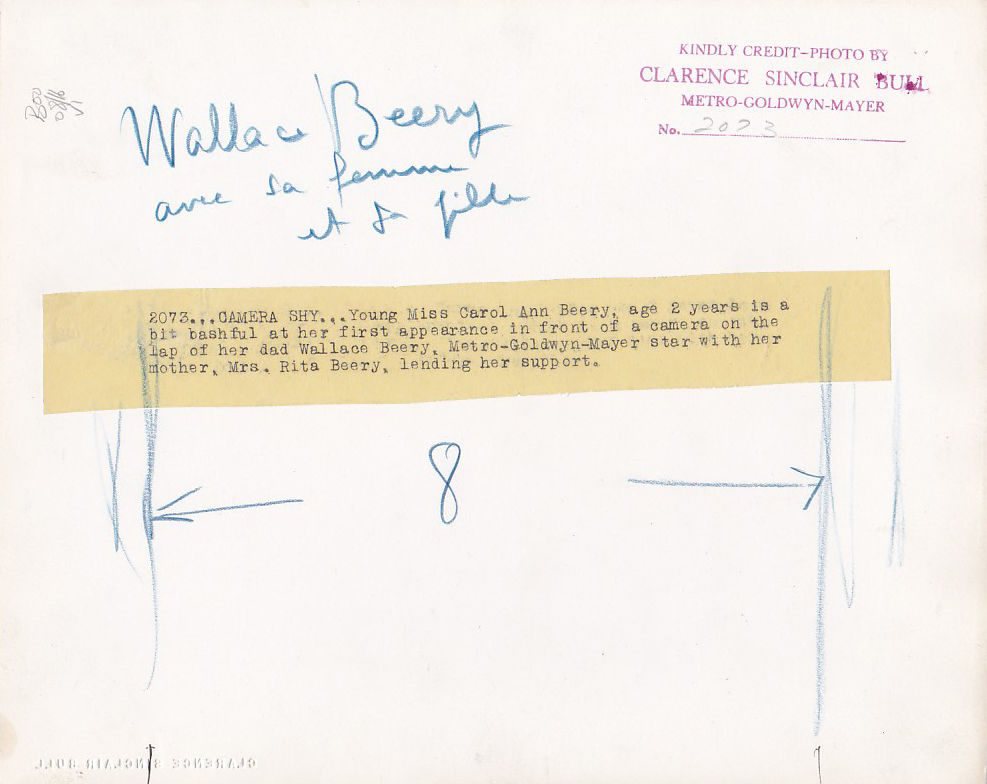 KINDLY CREDIT-PHOTO BY
CLARENCE SINCLAIR BULL
METRO-GOLDWYN-MAYER
No. 2073
Wallace Beery
avec sa femme
et sa fille
2073...CAMERA SHY...Young Miss Carol Ann Beery, age 2 years is a
bit bashful at her first appearance in front of a camera on the
lap of her dad Wallace Beery, Metro-Goldwyn-Mayer star with her
mother, Mrs. Rita Beery, lending her support.
8
CLARENCE SINCLAIR BULL